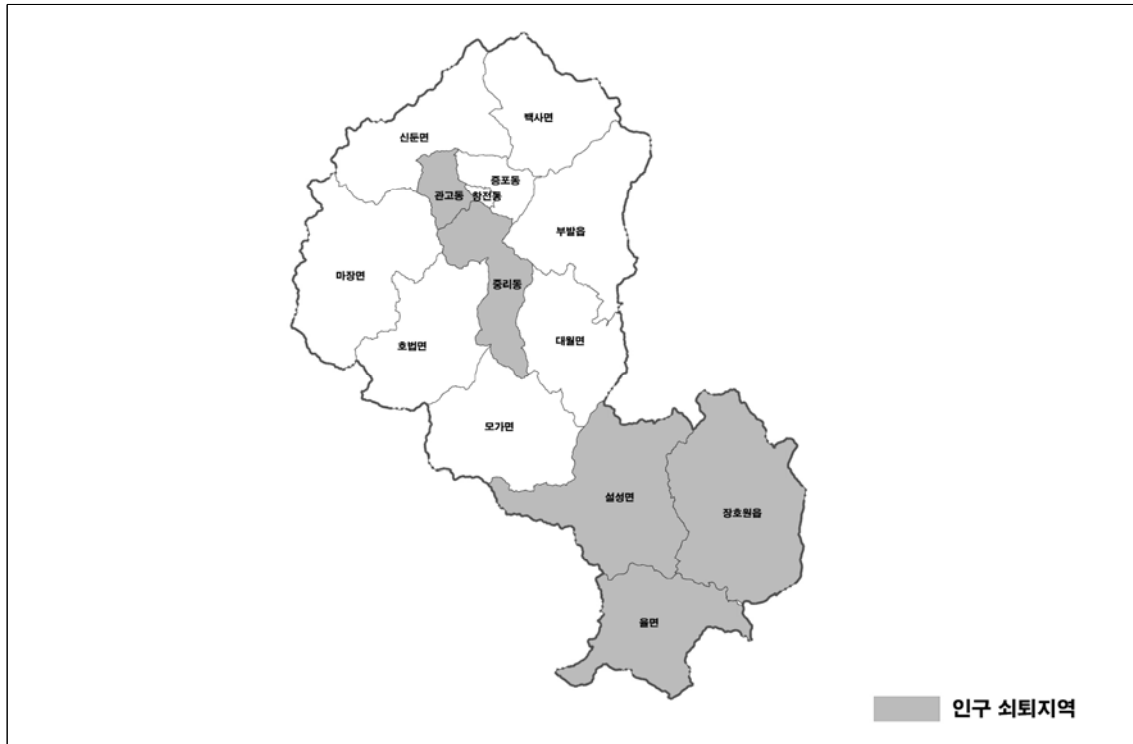 백사면
신둔면
증포동
관고동
창전동
부발읍
마장면
중리동
호법면
대월면
모가면
설성면
장호원읍
율면
인구 쇠퇴지역